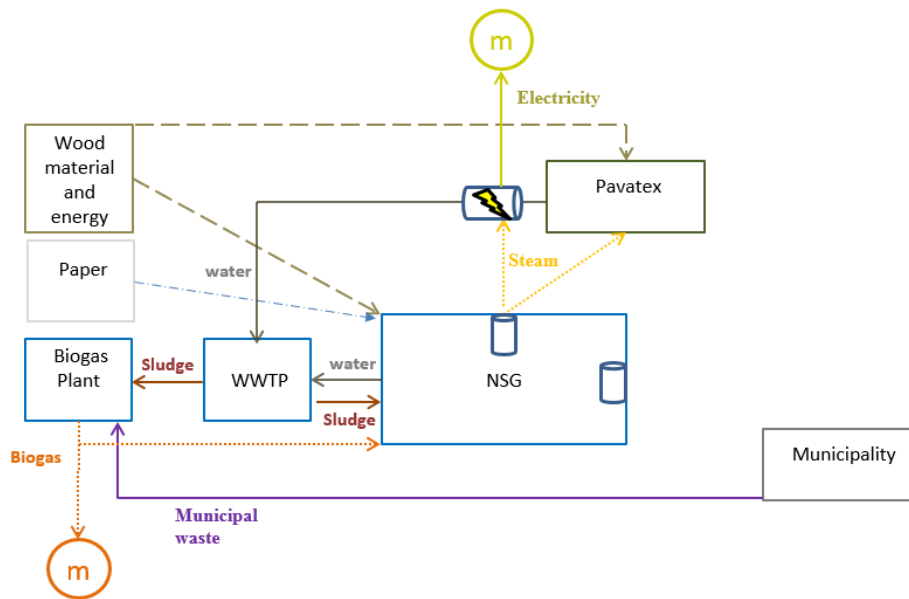 m
Electricity
Wood
material
and
energy
Pavatex
Steam
water
Paper
Biogas
Plant
Sludge
WWTP
water
NSG
Sludge
Biogas
Municipality
Municipal
waste
m